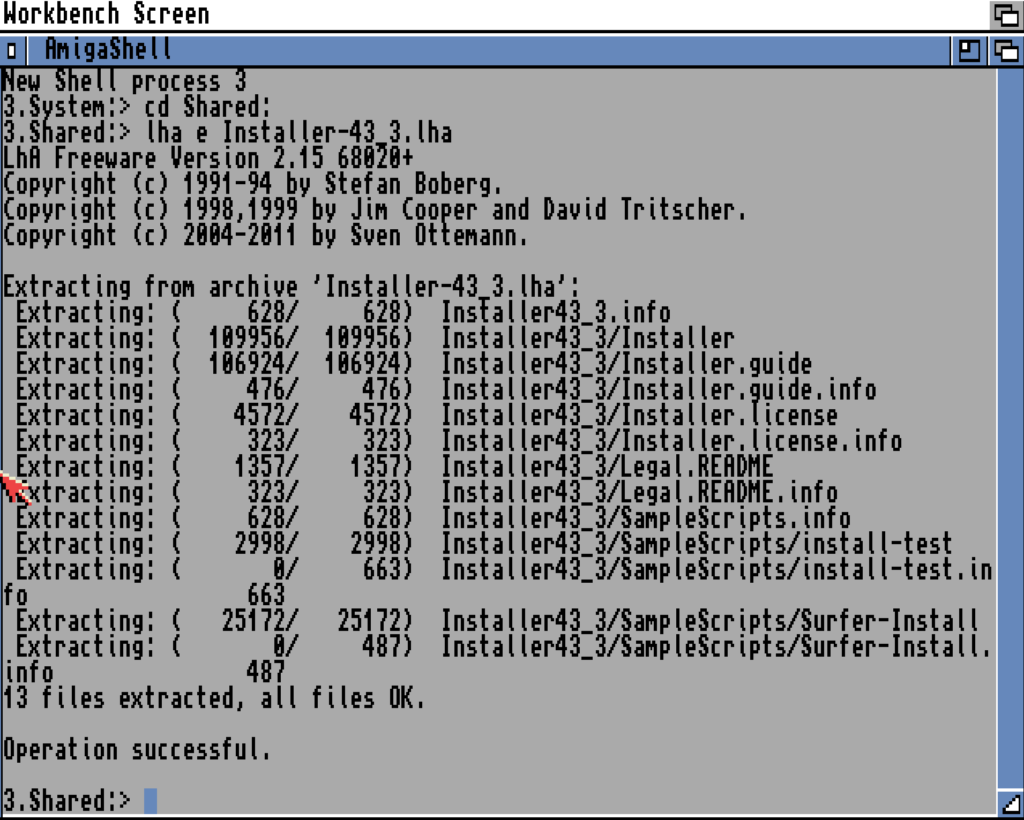 Workbench Screen
AmigaShell
New Shell process 3
3.System:> cd Shared:
3.Shared:> lha e Installer-43_3.lha
LhA Freeware Version 2.15 68020+
Copyright (c) 1991-94 by Stefan Boberg.
Copyright (c) 1998,1999 by Jim Cooper and David Tritscher.
Copyright (c) 2004-2011 by Sven Ottemann.

Extracting from archive 'Installer-43_3.lha':
 Extracting: (     628/    628)  Installer43_3.info
 Extracting: (  109956/ 109956)  Installer43_3/Installer
 Extracting: (  106924/ 106924)  Installer43_3/Installer.guide
 Extracting: (     476/    476)  Installer43_3/Installer.guide.info
 Extracting: (    4572/   4572)  Installer43_3/Installer.license
 Extracting: (     323/    323)  Installer43_3/Installer.license.info
 Extracting: (    1357/   1357)  Installer43_3/Legal.README
 Extracting: (     323/    323)  Installer43_3/Legal.README.info
 Extracting: (     628/    628)  Installer43_3/SampleScripts.info
 Extracting: (    2998/   2998)  Installer43_3/SampleScripts/install-test
 Extracting: (       0/    663)  Installer43_3/SampleScripts/install-test.in
fo                 663
 Extracting: (   25172/  25172)  Installer43_3/SampleScripts/Surfer-Install
 Extracting: (       0/    487)  Installer43_3/SampleScripts/Surfer-Install.
info               487
13 files extracted, all files OK.

Operation successful.

3.Shared:>